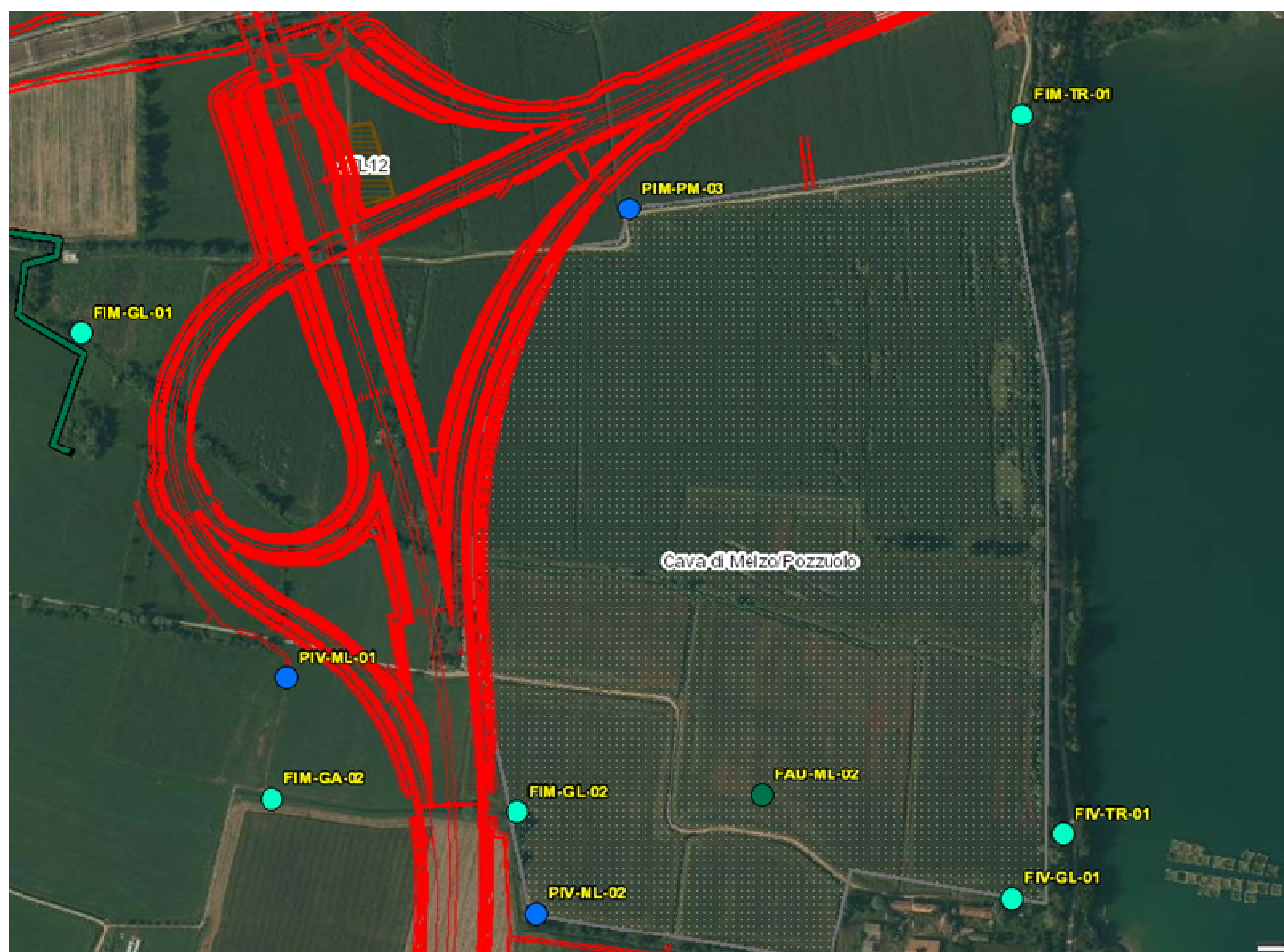 FIM-TR-01
PIM-PM-03
FIM-GL-01
Cava di Melzo/Pozzuolo
PIV-ML-01
FIM-GA-02
FAU-ML-02
FIM-GL-02
FIV-TR-01
FIV-GL-01
PIV-ML-02